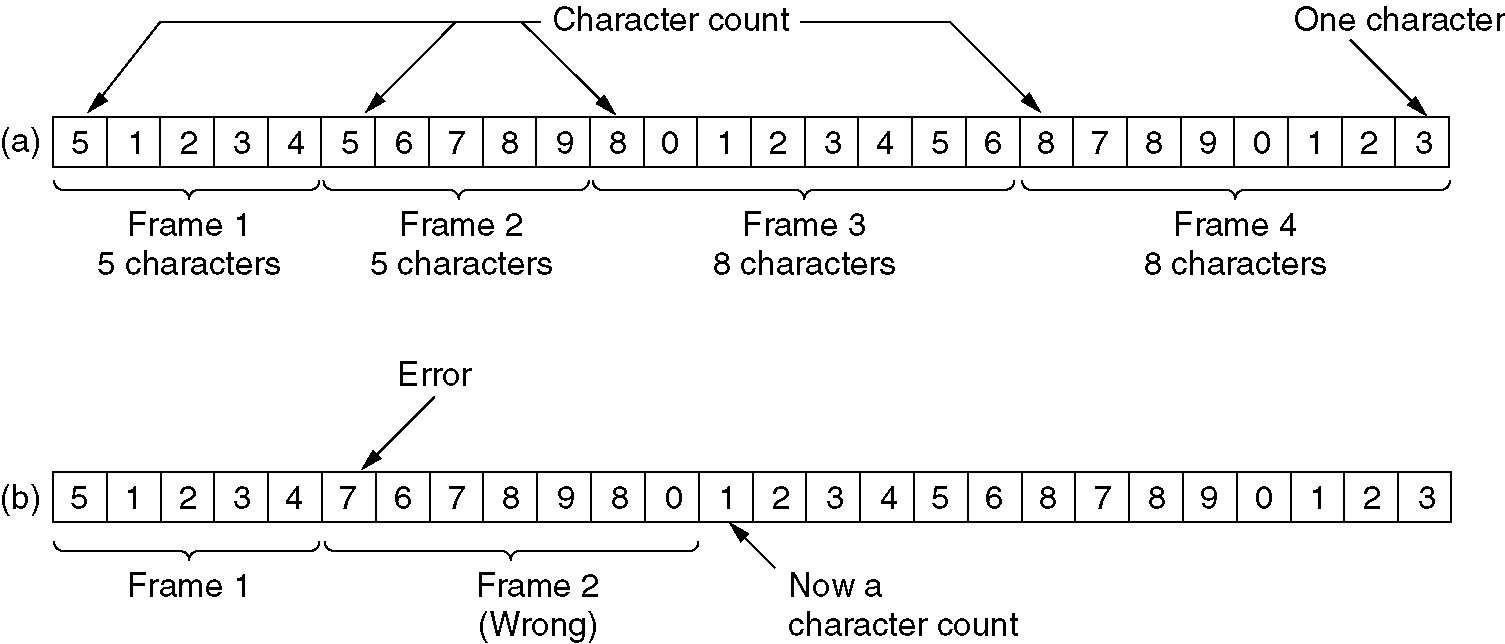 Character count One character
(a) 5 1 2 3 4 5 6 7 8 9 8 0 1 2 3 4 5 6 8 7 8 9 0 1 2 3
Frame 1 Frame 2 Frame 3 Frame 4
5 characters 5 characters 8 characters 8 characters
Error
(b) 5 1 2 3 4 7 6 7 8 9 8 0 1 2 3 4 5 6 8 7 8 9 0 1 2 3
Frame 1 Frame 2 Now a
(Wrong) character count